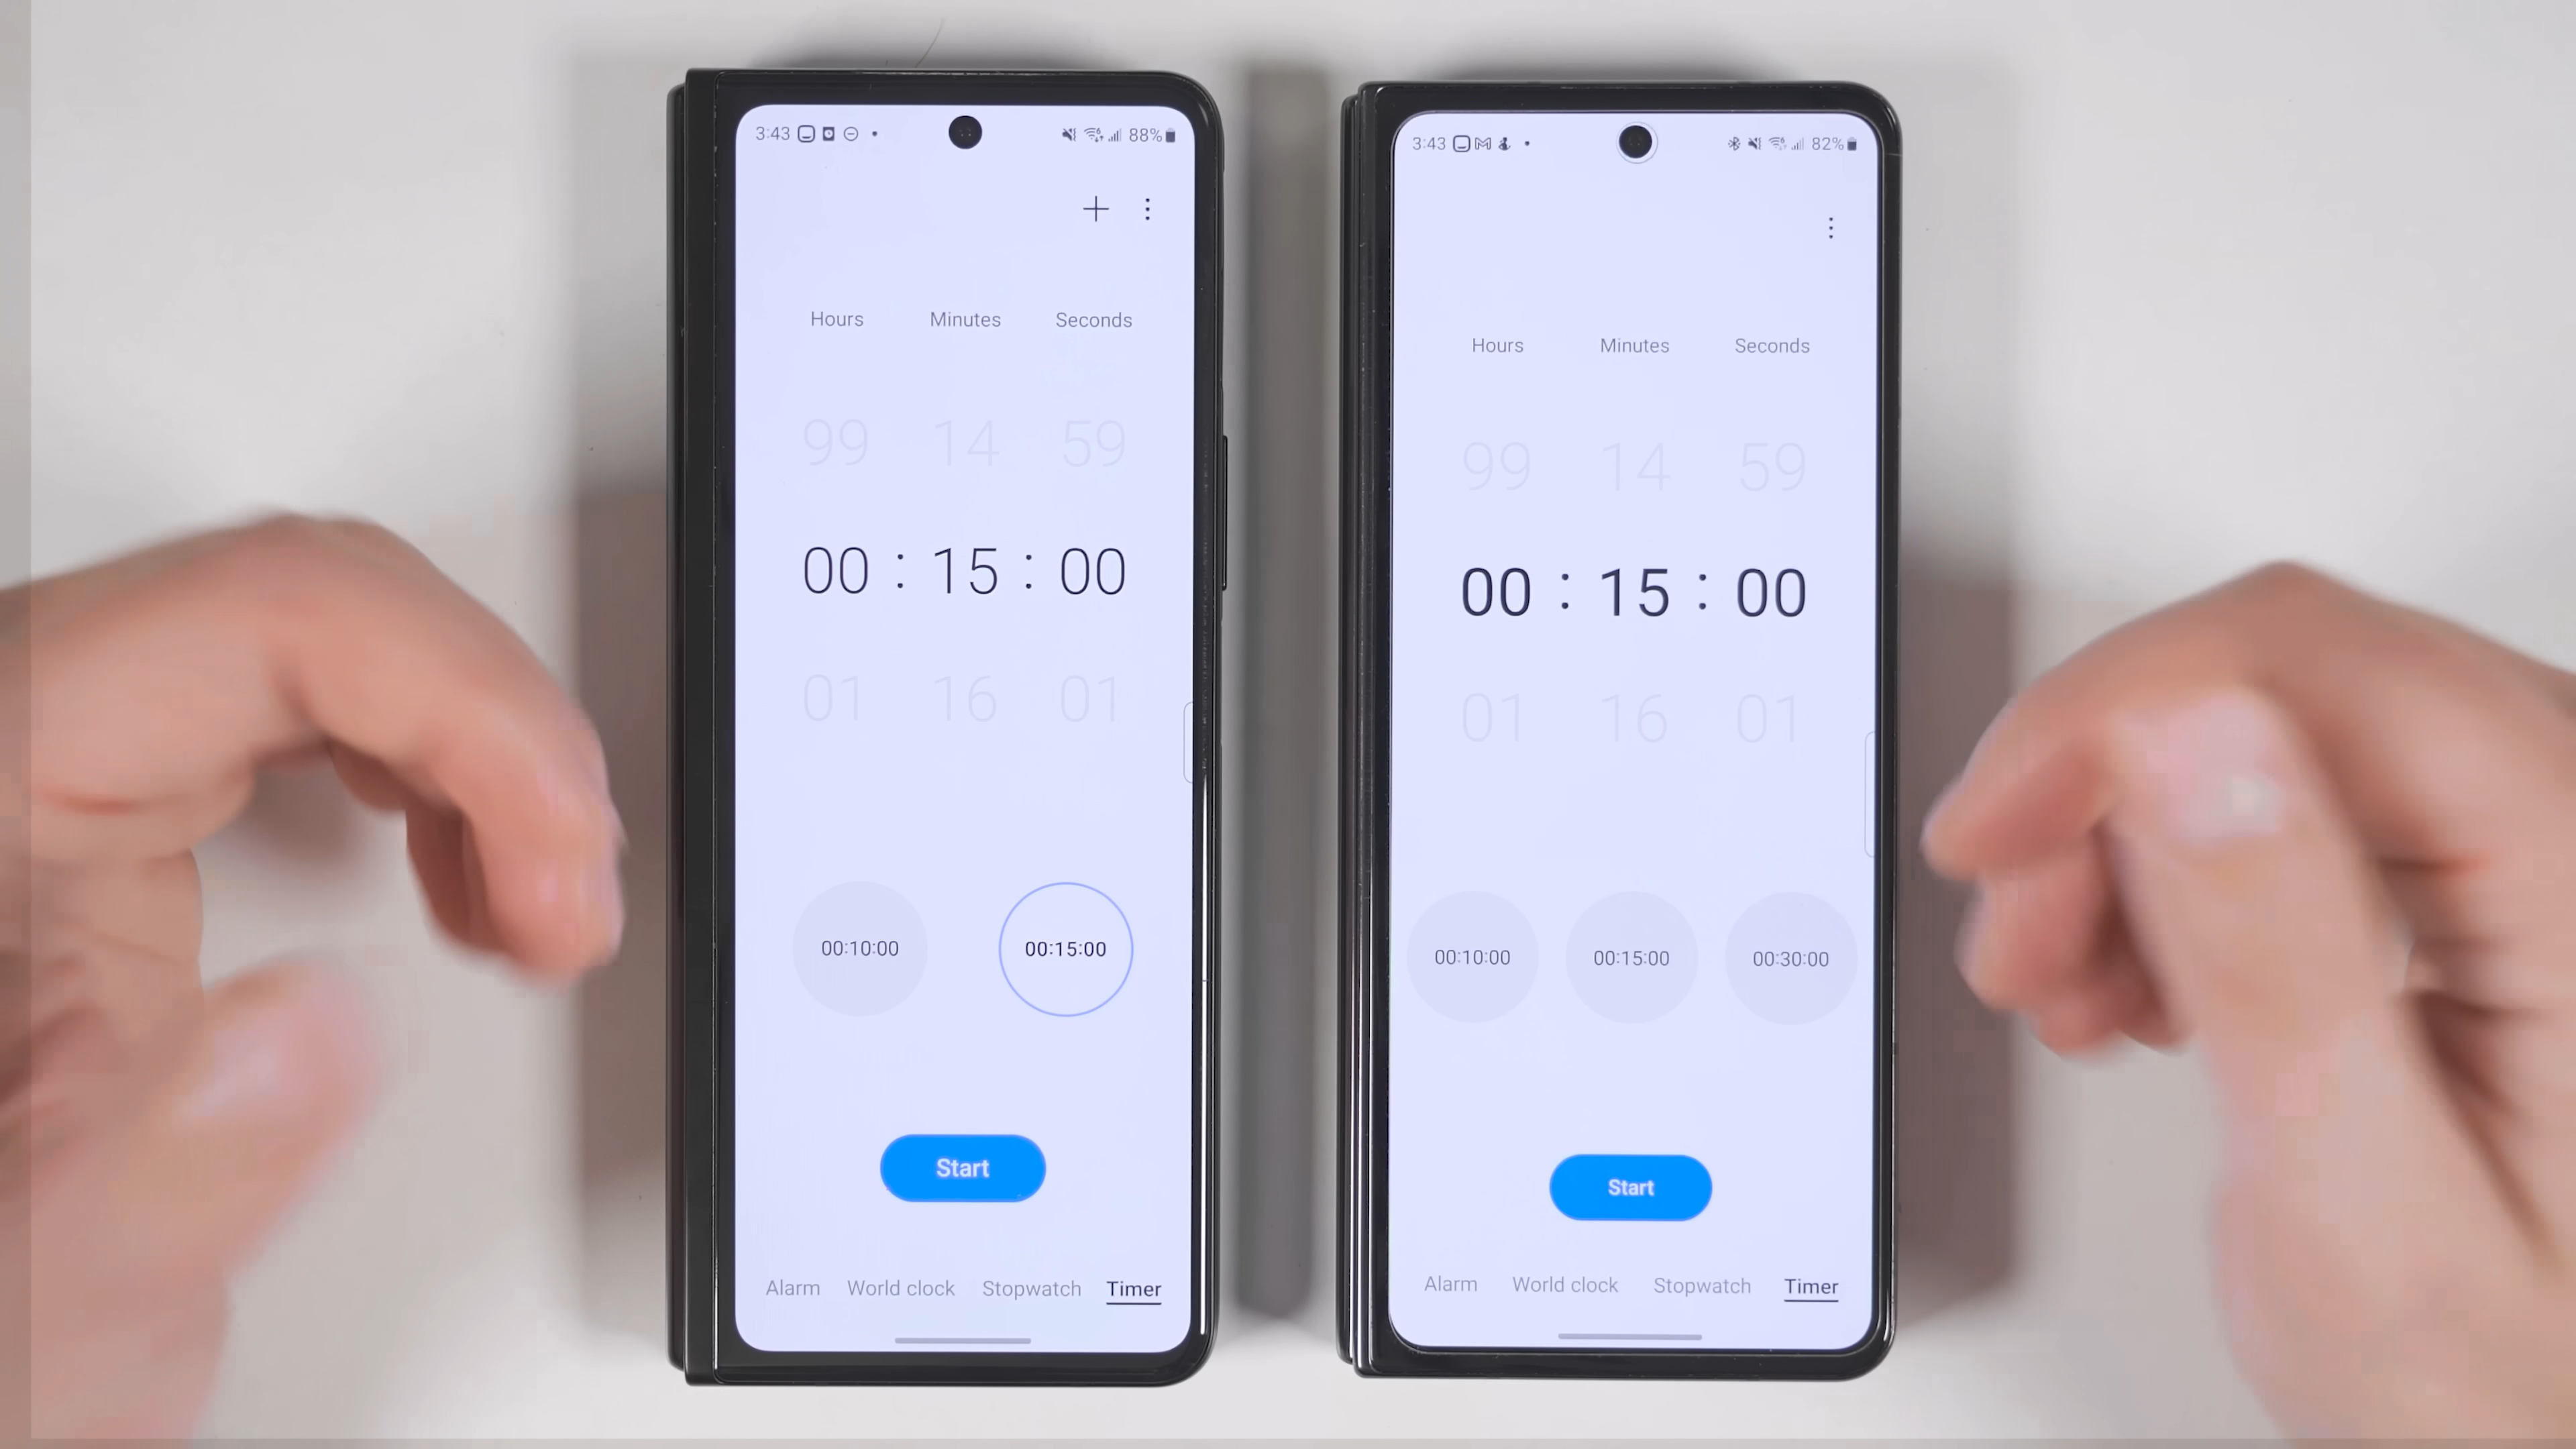 3:43
88%
Hours Minutes Seconds
99 14 59
00 : 15 : 00
01 16 01
00:10:00 00:15:00
Start
Alarm World clock Stopwatch Timer
3:43
82%
Hours Minutes Seconds
99 14 59
00 : 15 : 00
01 16 01
00:10:00 00:15:00 00:30:00
Start
Alarm World clock Stopwatch Timer